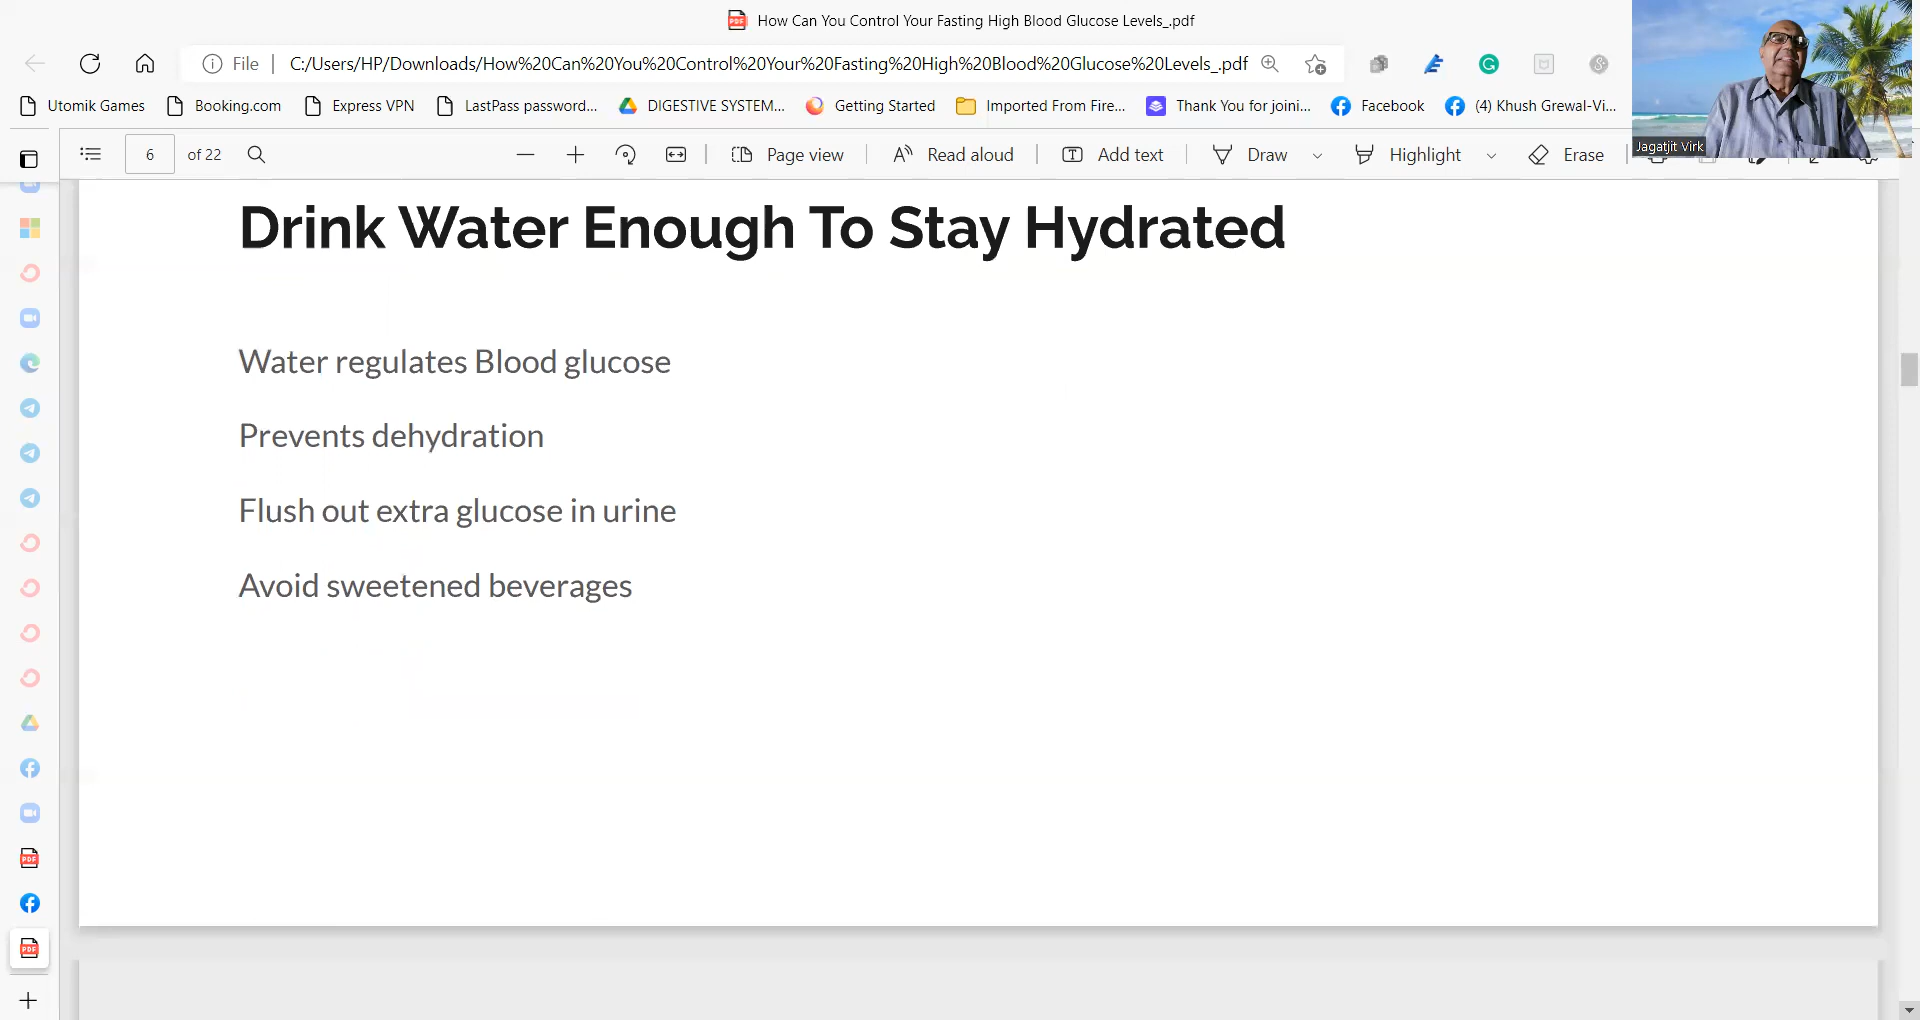 How Can You Control Your Fasting High Blood Glucose Levels_.pdf
File C:/Users/HP/Downloads/How%20Can%20You%20Control%20Your%20Fasting%20High%20Blood%20Glucose%20Levels_.pdf
Utomik Games Booking.com Express VPN LastPass password... DIGESTIVE SYSTEM... Getting Started Imported From Fire... Thank You for joini... Facebook (4) Khush Grewal-Vi...
Jagatjit Virk
6 of 22 Page view Read aloud Add text Draw Highlight Erase
Drink Water Enough To Stay Hydrated
Water regulates Blood glucose
Prevents dehydration
Flush out extra glucose in urine
Avoid sweetened beverages